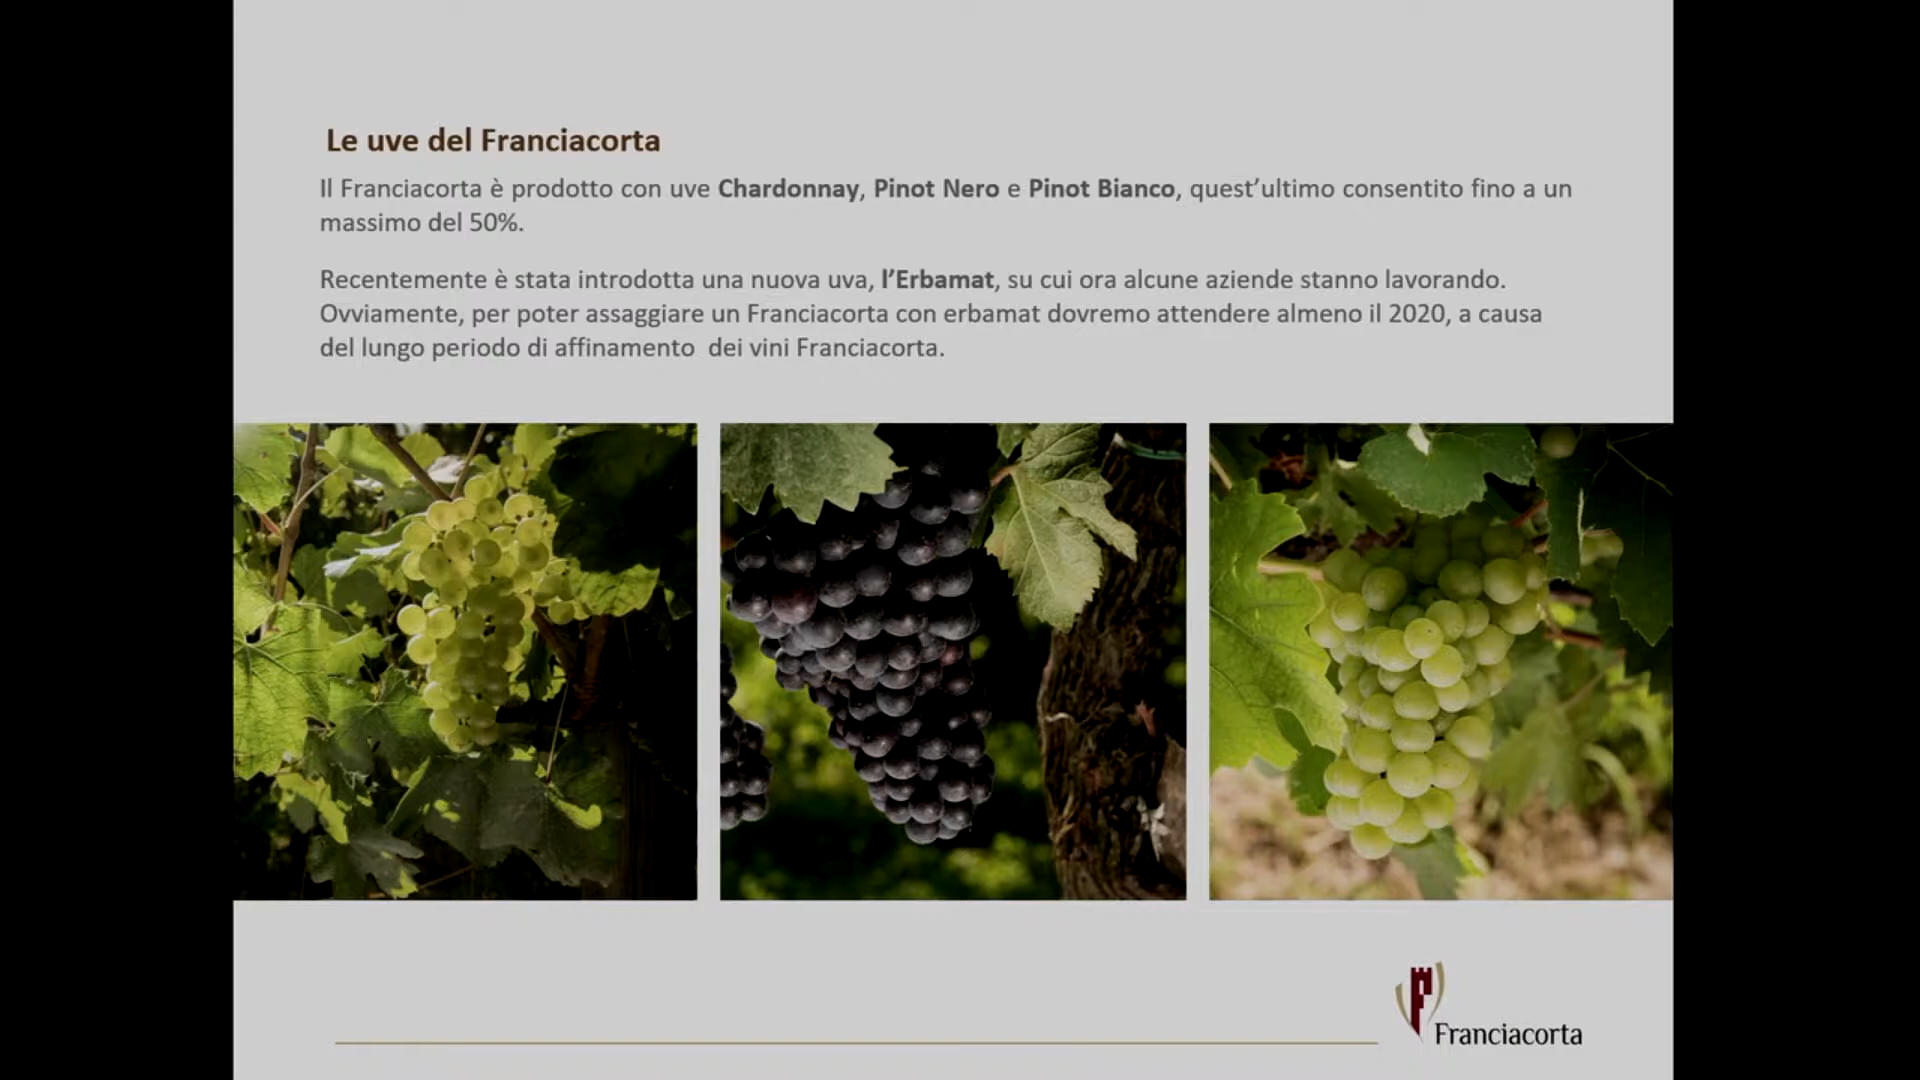 Le uve del Franciacorta
Il Franciacorta è prodotto con uve Chardonnay, Pinot Nero e Pinot Bianco, quest’ultimo consentito fino a un
massimo del 50%.
Recentemente è stata introdotta una nuova uva, l’Erbamat, su cui ora alcune aziende stanno lavorando.
Ovviamente, per poter assaggiare un Franciacorta con erbamat dovremo attendere almeno il 2020, a causa
del lungo periodo di affinamento  dei vini Franciacorta.
Franciacorta